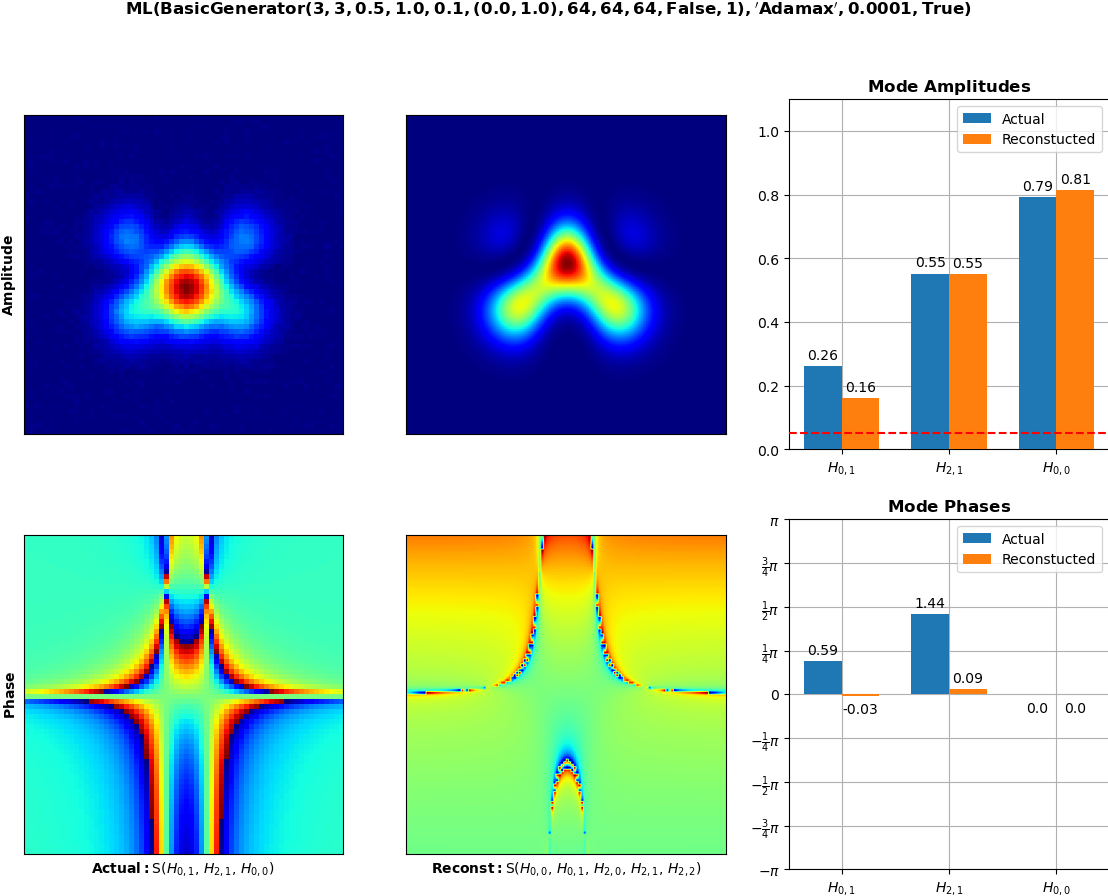 ML(BasicGenerator(3, 3, 0.5, 1.0, 0.1, (0.0, 1.0), 64, 64, 64, False, 1), ′Adamax′, 0.0001, True)
Amplitude
Mode Amplitudes
Actual
Reconstucted
1.0
0.8
0.6
0.4
0.2
0.0
0.26
0.16
0.55
0.55
0.79
0.81
H0,1
H2,1
H0,0
Phase
Actual: S(H0,1, H2,1, H0,0)
Reconst: S(H0,0, H0,1, H2,0, H2,1, H2,2)
Mode Phases
Actual
Reconstucted
π
3/4π
1/2π
1/4π
0
−1/4π
−1/2π
−3/4π
−π
0.59
-0.03
1.44
0.09
0.0
0.0
H0,1
H2,1
H0,0